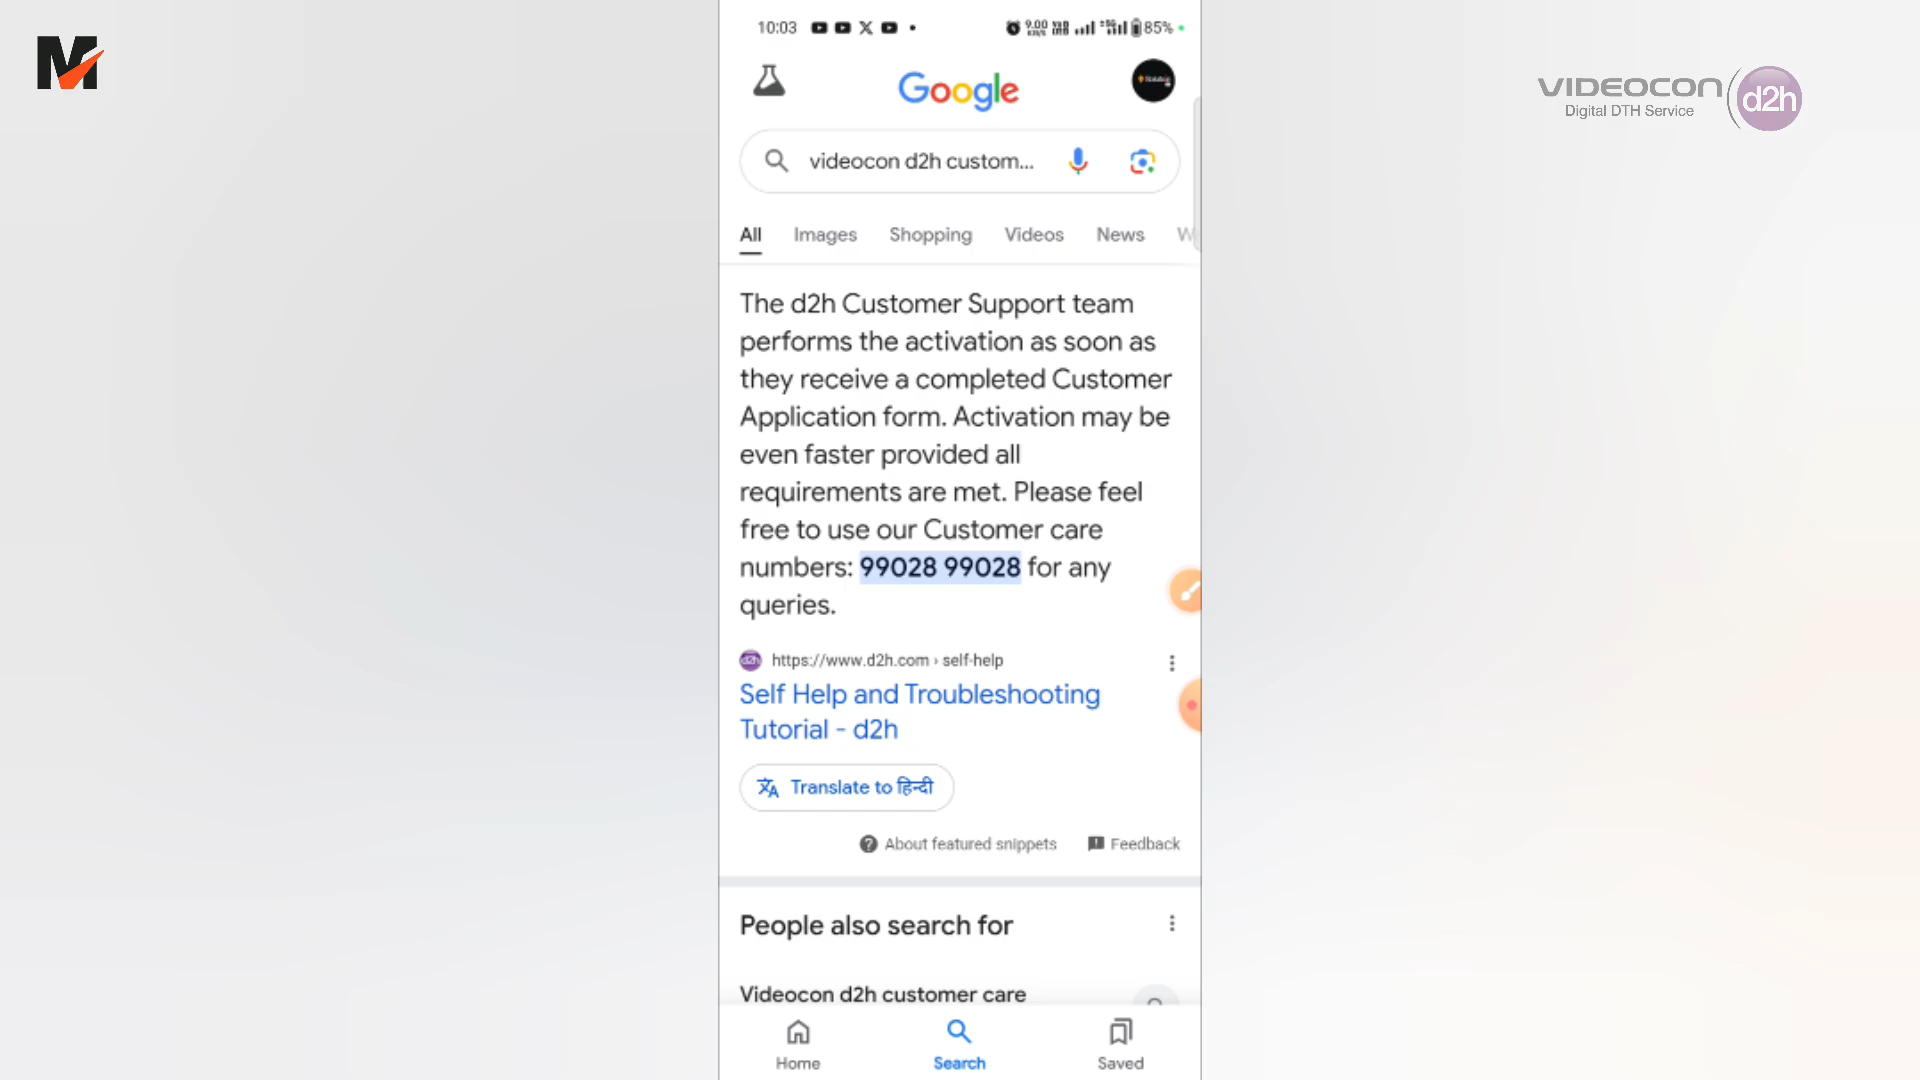 M
VIDEOCON d2h
Digital DTH Service
10:03
9.00 85%
Google
videocon d2h custom...
All Images Shopping Videos News W
The d2h Customer Support team
performs the activation as soon as
they receive a completed Customer
Application form. Activation may be
even faster provided all
requirements are met. Please feel
free to use our Customer care
numbers: 99028 99028 for any
queries.
d2h https://www.d2h.com › self-help
Self Help and Troubleshooting
Tutorial - d2h
Translate to हिन्दी
About featured snippets Feedback
People also search for
Videocon d2h customer care
Home Search Saved